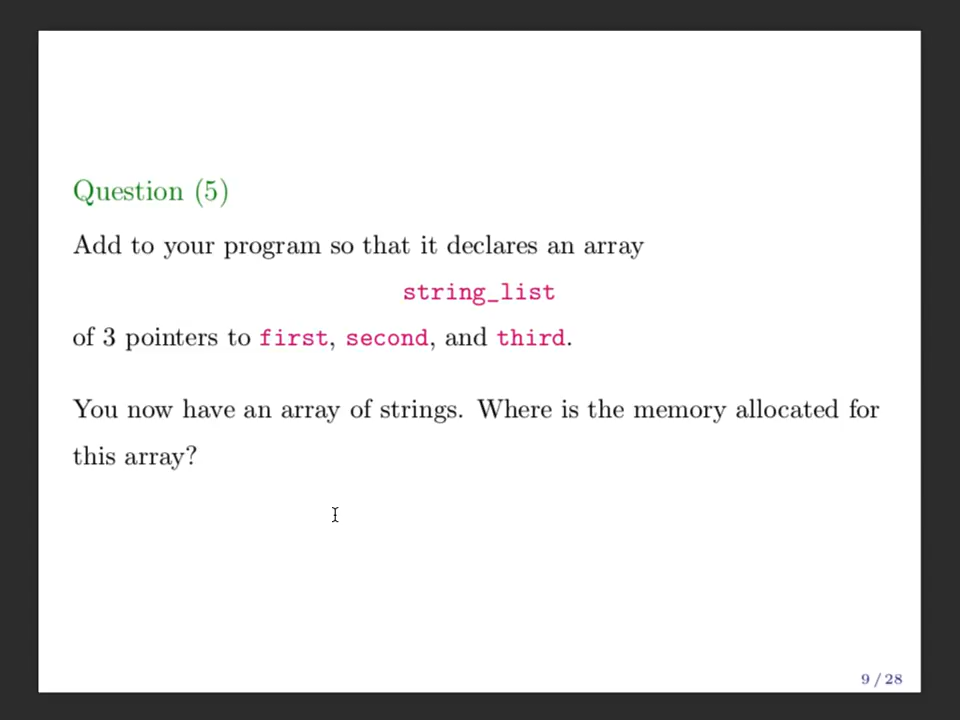 Question (5)
Add to your program so that it declares an array
string_list
of 3 pointers to first, second, and third.
You now have an array of strings. Where is the memory allocated for
this array?
9 / 28